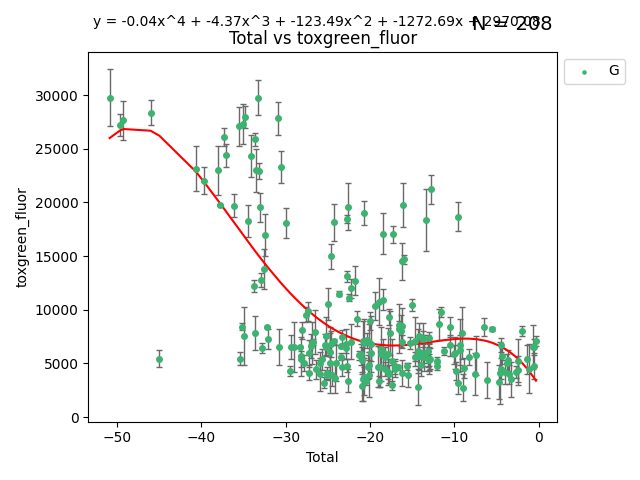 y = -0.04x^4 + -4.37x^3 + -123.49x^2 + -1272.69x + 2970.08
N = 208
Total vs toxgreen_fluor
G
30000
25000
20000
15000
10000
5000
0
toxgreen_fluor
−50 −40 −30 −20 −10 0
Total